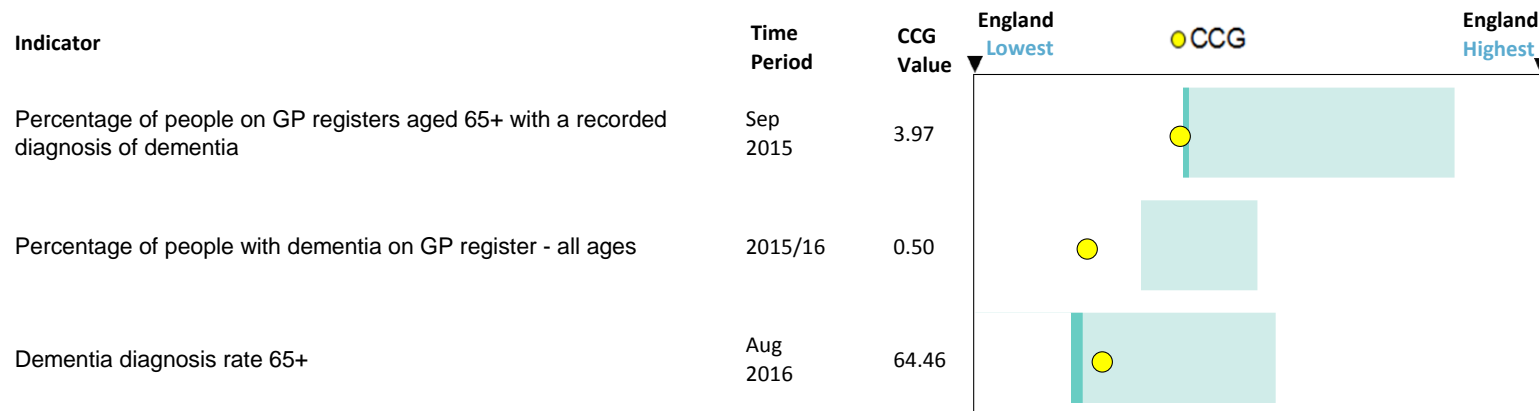 Indicator
Time
Period
CCG
Value
England
Lowest
CCG
England
Highest
Percentage of people on GP registers aged 65+ with a recorded
diagnosis of dementia
Sep
2015
3.97
Percentage of people with dementia on GP register - all ages
2015/16
0.50
Dementia diagnosis rate 65+
Aug
2016
64.46